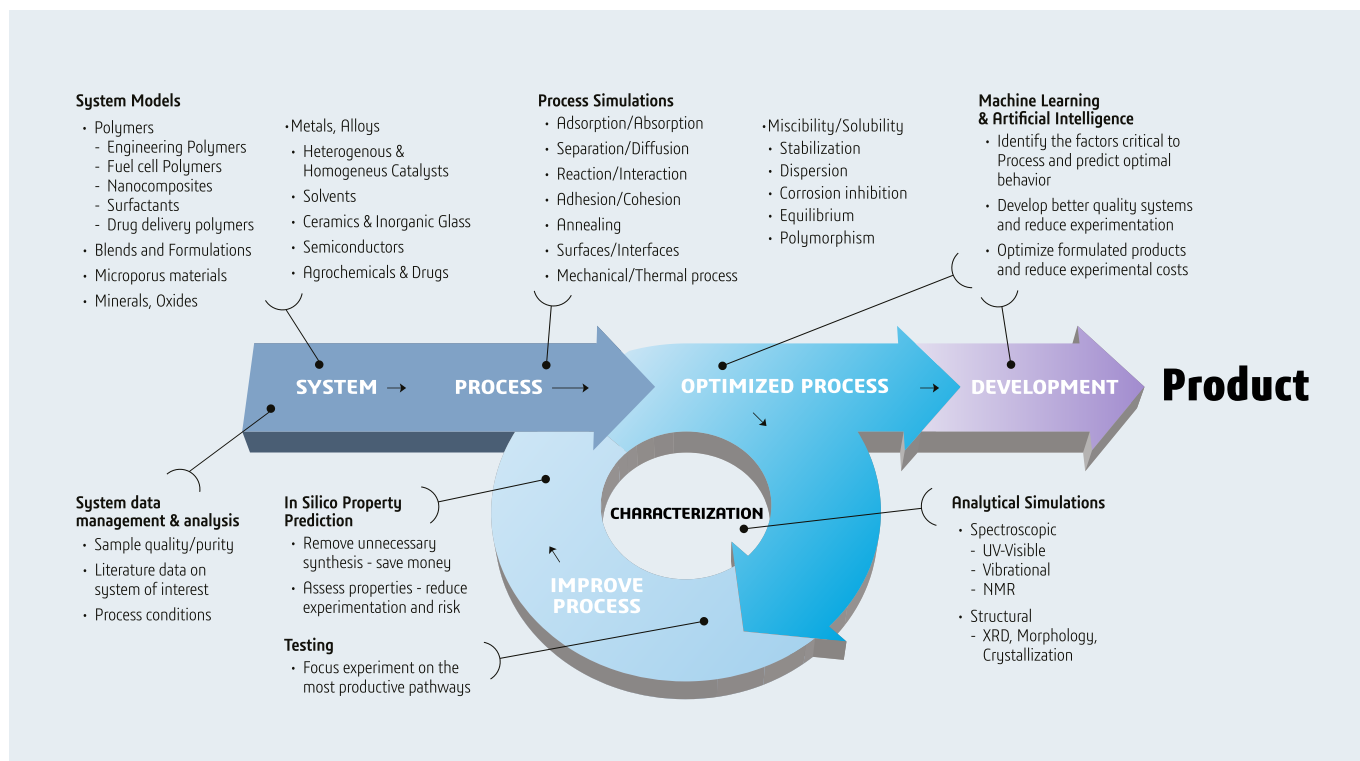 System Models
• Polymers
- Engineering Polymers
- Fuel cell Polymers
- Nanocomposites
- Surfactants
- Drug delivery polymers
• Blends and Formulations
• Microporus materials
• Minerals, Oxides
•Metals, Alloys
• Heterogenous &
Homogeneus Catalysts
• Solvents
• Ceramics & Inorganic Glass
• Semiconductors
• Agrochemicals & Drugs
Process Simulations
• Adsorption/Absorption
• Separation/Diffusion
• Reaction/Interaction
• Adhesion/Cohesion
• Annealing
• Surfaces/Interfaces
• Mechanical/Thermal process
•Miscibility/Solubility
• Stabilization
• Dispersion
• Corrosion inhibition
• Equilibrium
• Polymorphism
Machine Learning
& Artificial Intelligence
• Identify the factors critical to
Process and predict optimal
behavior
• Develop better quality systems
and reduce experimentation
• Optimize formulated products
and reduce experimental costs
SYSTEM
PROCESS
OPTIMIZED PROCESS
DEVELOPMENT
Product
System data
management & analysis
• Sample quality/purity
• Literature data on
system of interest
• Process conditions
In Silico Property
Prediction
• Remove unnecessary
synthesis - save money
• Assess properties - reduce
experimentation and risk
Testing
• Focus experiment on the
most productive pathways
CHARACTERIZATION
IMPROVE
PROCESS
Analytical Simulations
• Spectroscopic
- UV-Visible
- Vibrational
- NMR
• Structural
- XRD, Morphology,
Crystallization